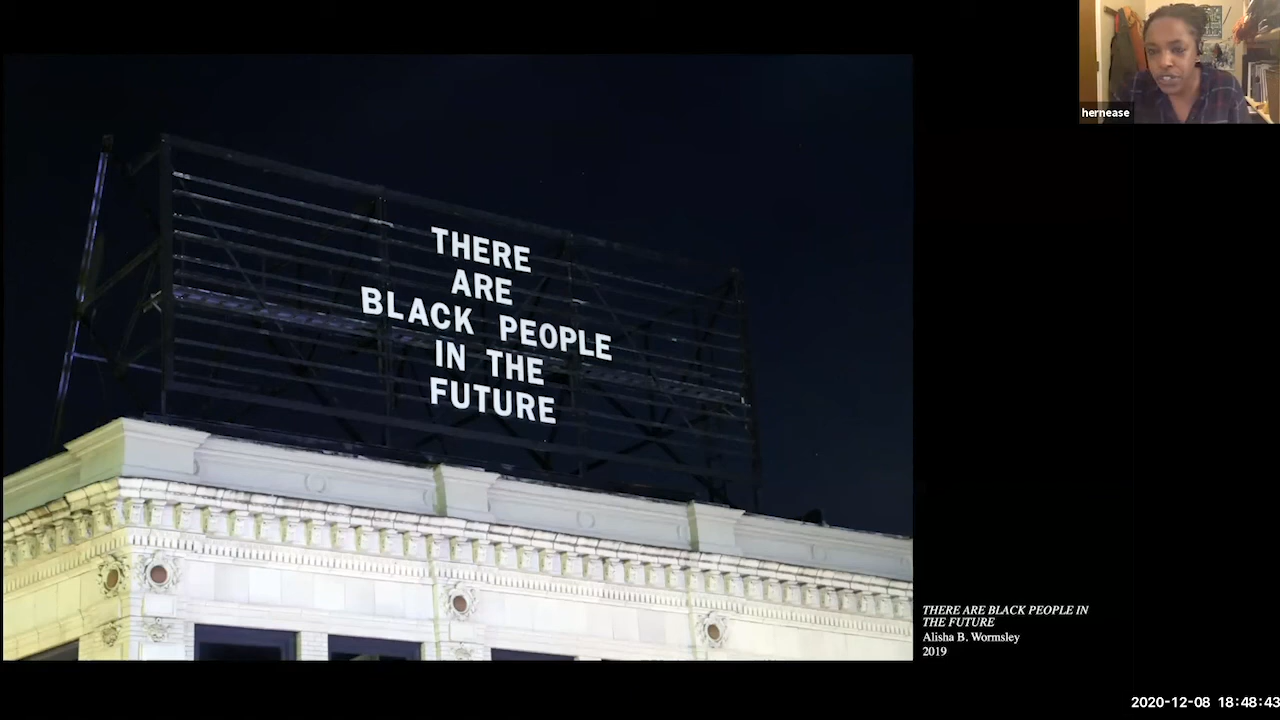 hernease
THERE
ARE
BLACK PEOPLE
IN THE
FUTURE
THERE ARE BLACK PEOPLE IN
THE FUTURE
Alisha B. Wormsley
2019
2020-12-08 18:48:43